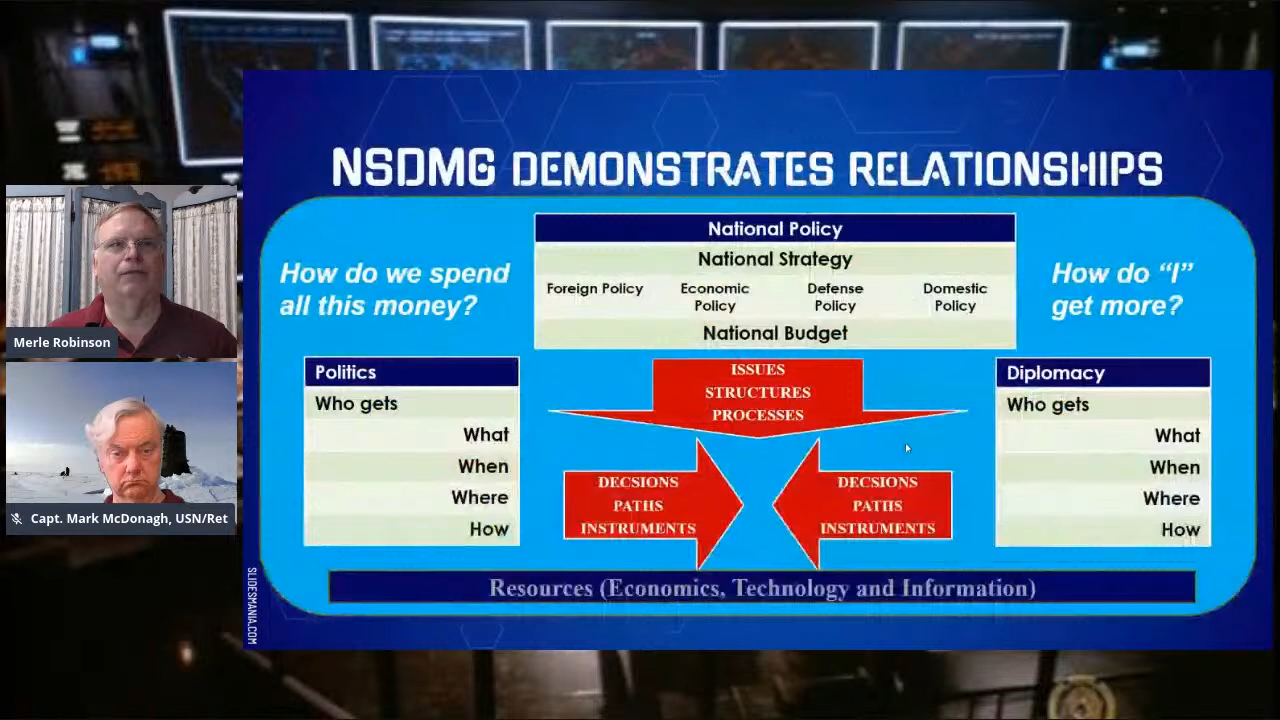 NSDMG DEMONSTRATES RELATIONSHIPS
How do we spend
all this money?
National Policy
National Strategy
Foreign Policy
Economic
Policy
Defense
Policy
Domestic
Policy
National Budget
How do “I”
get more?
Politics
Who gets
What
When
Where
How
ISSUES
STRUCTURES
PROCESSES
DECSIONS
PATHS
INSTRUMENTS
DECSIONS
PATHS
INSTRUMENTS
Diplomacy
Who gets
What
When
Where
How
Resources (Economics, Technology and Information)
SLIDESMANIA.COM
Merle Robinson
Capt. Mark McDonagh, USN/Ret